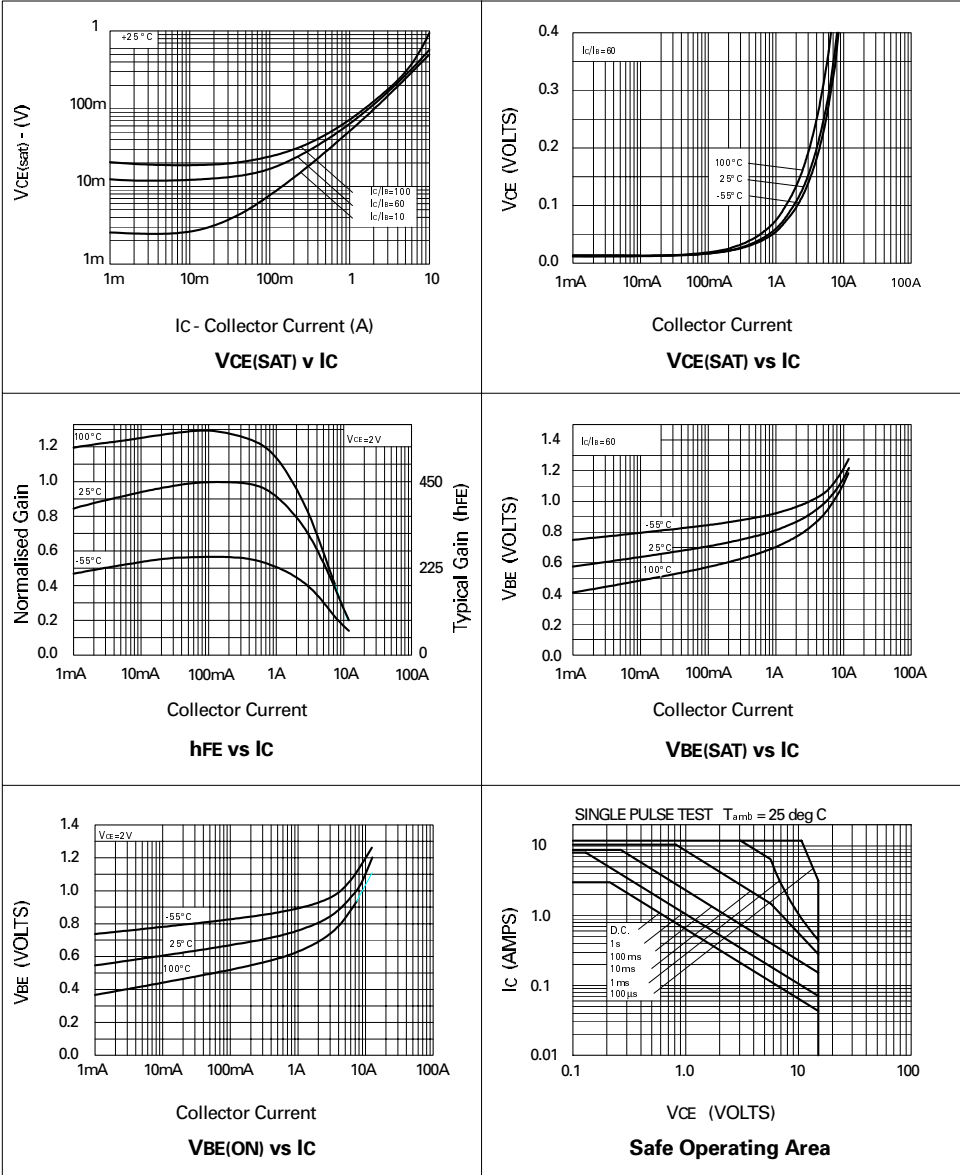 1
100m
10m
1m
VCE(sat) - (V)
+25°C
IC/IB=100
IC/IB=60
IC/IB=10
1m 10m 100m 1 10
IC - Collector Current (A)
VCE(SAT) v IC
0.4
0.3
0.2
0.1
0.0
VCE (VOLTS)
IC/IB=60
100°C
25°C
-55°C
1mA 10mA 100mA 1A 10A 100A
Collector Current
VCE(SAT) vs IC
1.2
1.0
0.8
0.6
0.4
0.2
0.0
Normalised Gain
100°C
25°C
-55°C
VCE=2V
450
225
0
Typical Gain (hFE)
1mA 10mA 100mA 1A 10A 100A
Collector Current
hFE vs IC
1.4
1.2
1.0
0.8
0.6
0.4
0.2
0.0
VBE (VOLTS)
IC/IB=60
-55°C
25°C
100°C
1mA 10mA 100mA 1A 10A 100A
Collector Current
VBE(SAT) vs IC
1.4
1.2
1.0
0.8
0.6
0.4
0.2
0.0
VBE (VOLTS)
VCE=2V
-55°C
25°C
100°C
1mA 10mA 100mA 1A 10A 100A
Collector Current
VBE(ON) vs IC
SINGLE PULSE TEST Tamb = 25 deg C
10
1.0
0.1
0.01
IC (AMPS)
D.C.
1s
100ms
10ms
1ms
100µs
0.1 1.0 10 100
VCE (VOLTS)
Safe Operating Area